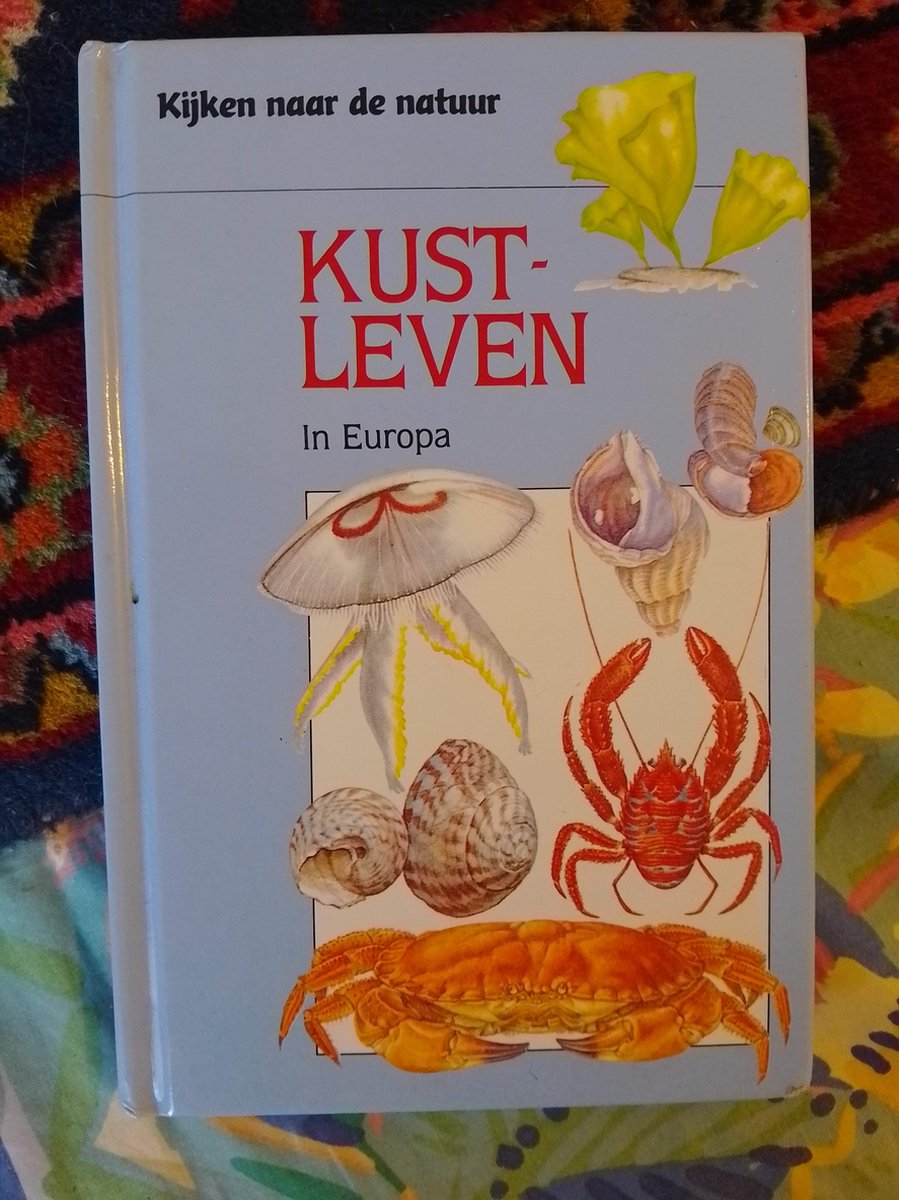 Kijken naar de natuur
KUST-
LEVEN
In Europa